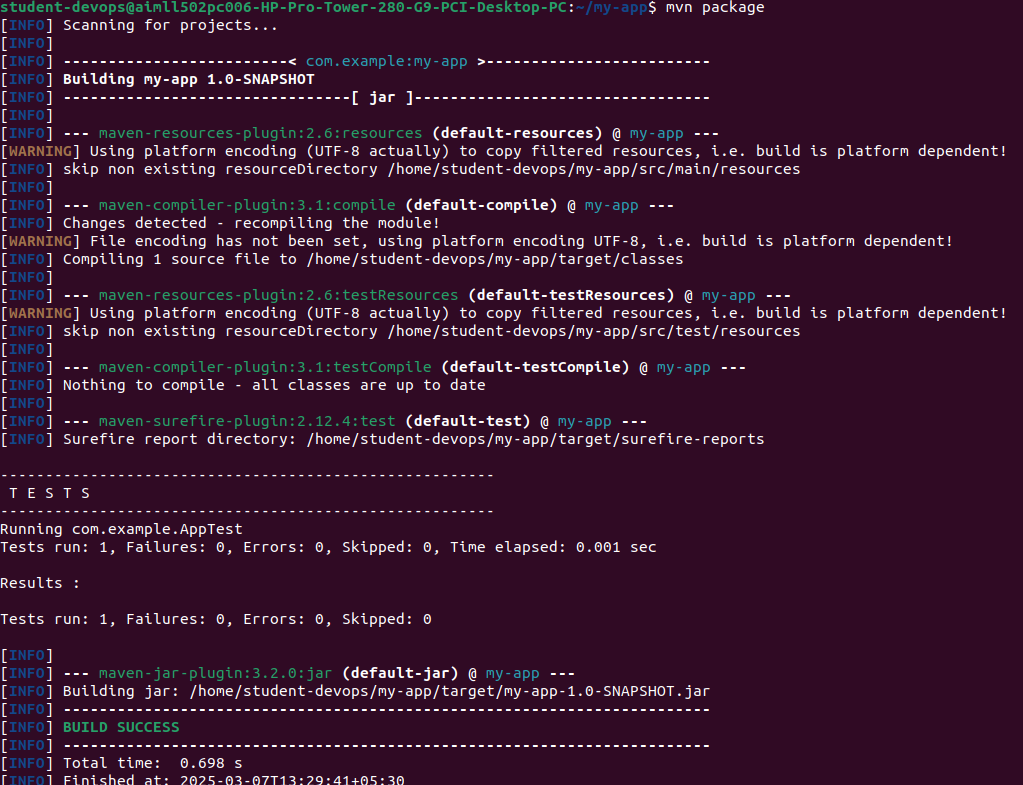 student-devops@aimll502pc006-HP-Pro-Tower-280-G9-PCI-Desktop-PC:~/my-app$ mvn package
[INFO] Scanning for projects...
[INFO]
[INFO] -------------------------< com.example:my-app >-------------------------
[INFO] Building my-app 1.0-SNAPSHOT
[INFO] --------------------------------[ jar ]---------------------------------
[INFO]
[INFO] --- maven-resources-plugin:2.6:resources (default-resources) @ my-app ---
[WARNING] Using platform encoding (UTF-8 actually) to copy filtered resources, i.e. build is platform dependent!
[INFO] skip non existing resourceDirectory /home/student-devops/my-app/src/main/resources
[INFO]
[INFO] --- maven-compiler-plugin:3.1:compile (default-compile) @ my-app ---
[INFO] Changes detected - recompiling the module!
[WARNING] File encoding has not been set, using platform encoding UTF-8, i.e. build is platform dependent!
[INFO] Compiling 1 source file to /home/student-devops/my-app/target/classes
[INFO]
[INFO] --- maven-resources-plugin:2.6:testResources (default-testResources) @ my-app ---
[WARNING] Using platform encoding (UTF-8 actually) to copy filtered resources, i.e. build is platform dependent!
[INFO] skip non existing resourceDirectory /home/student-devops/my-app/src/test/resources
[INFO]
[INFO] --- maven-compiler-plugin:3.1:testCompile (default-testCompile) @ my-app ---
[INFO] Nothing to compile - all classes are up to date
[INFO]
[INFO] --- maven-surefire-plugin:2.12.4:test (default-test) @ my-app ---
[INFO] Surefire report directory: /home/student-devops/my-app/target/surefire-reports

-------------------------------------------------------
 T E S T S
-------------------------------------------------------
Running com.example.AppTest
Tests run: 1, Failures: 0, Errors: 0, Skipped: 0, Time elapsed: 0.001 sec

Results :

Tests run: 1, Failures: 0, Errors: 0, Skipped: 0

[INFO]
[INFO] --- maven-jar-plugin:3.2.0:jar (default-jar) @ my-app ---
[INFO] Building jar: /home/student-devops/my-app/target/my-app-1.0-SNAPSHOT.jar
[INFO] ------------------------------------------------------------------------
[INFO] BUILD SUCCESS
[INFO] ------------------------------------------------------------------------
[INFO] Total time:  0.698 s
[INFO] Finished at: 2025-03-07T13:29:41+05:30